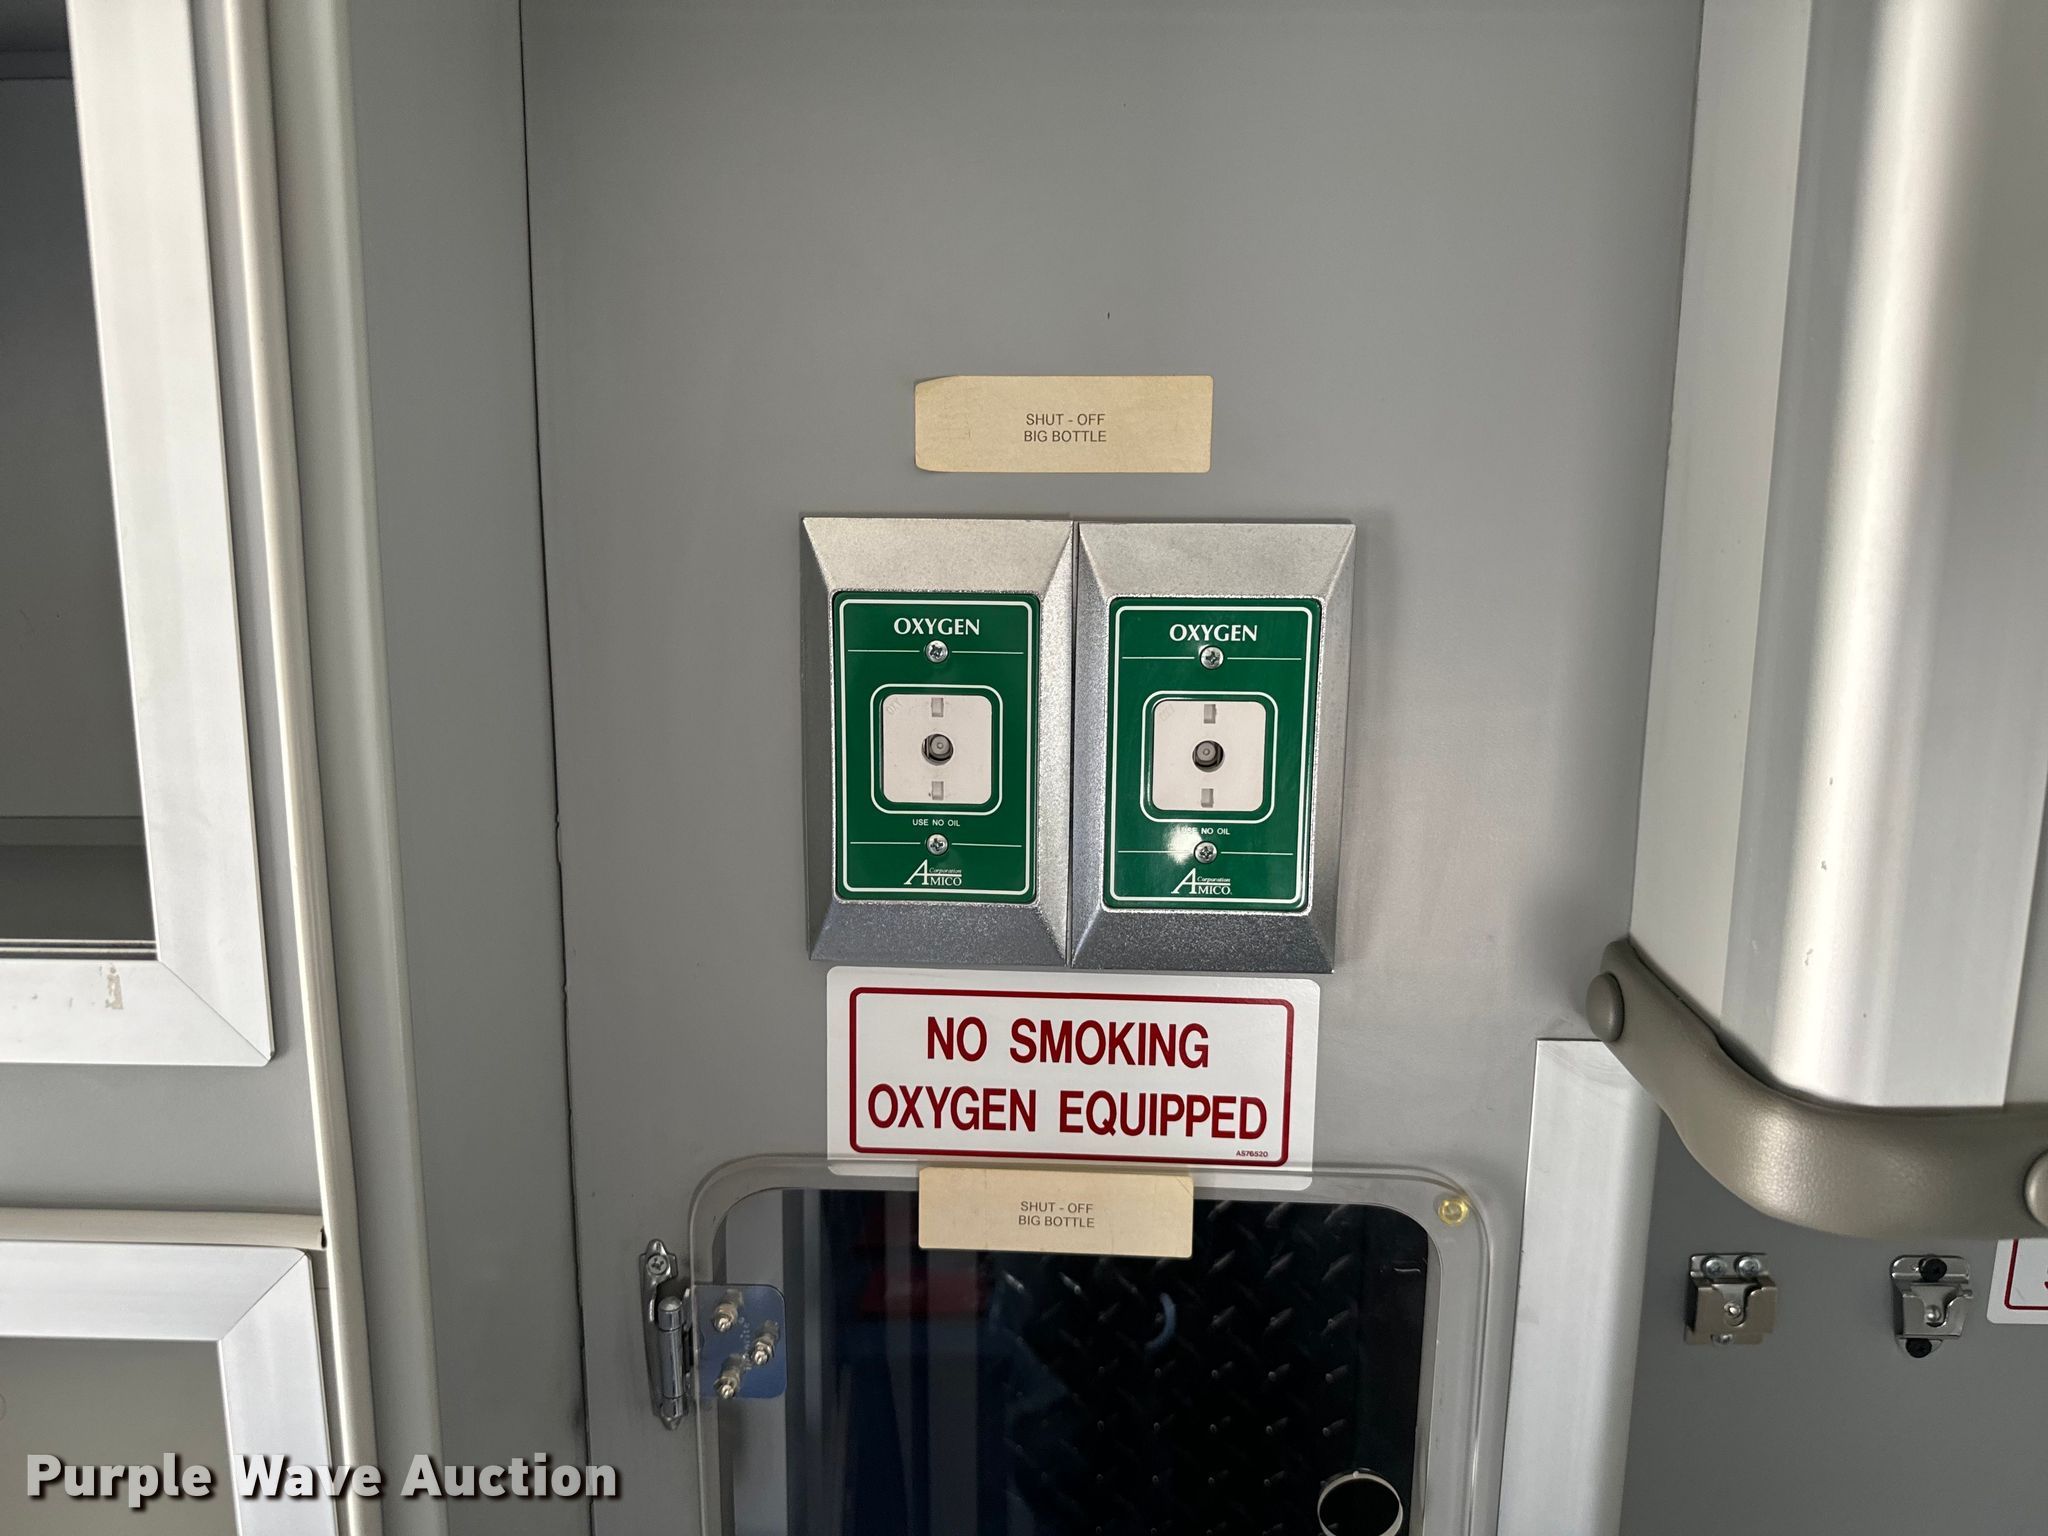 SHUT - OFF
BIG BOTTLE
OXYGEN
USE NO OIL
Corporation
AMICO
OXYGEN
USE NO OIL
Corporation
AMICO
NO SMOKING
OXYGEN EQUIPPED
AS76520
SHUT - OFF
BIG BOTTLE
Purple Wave Auction